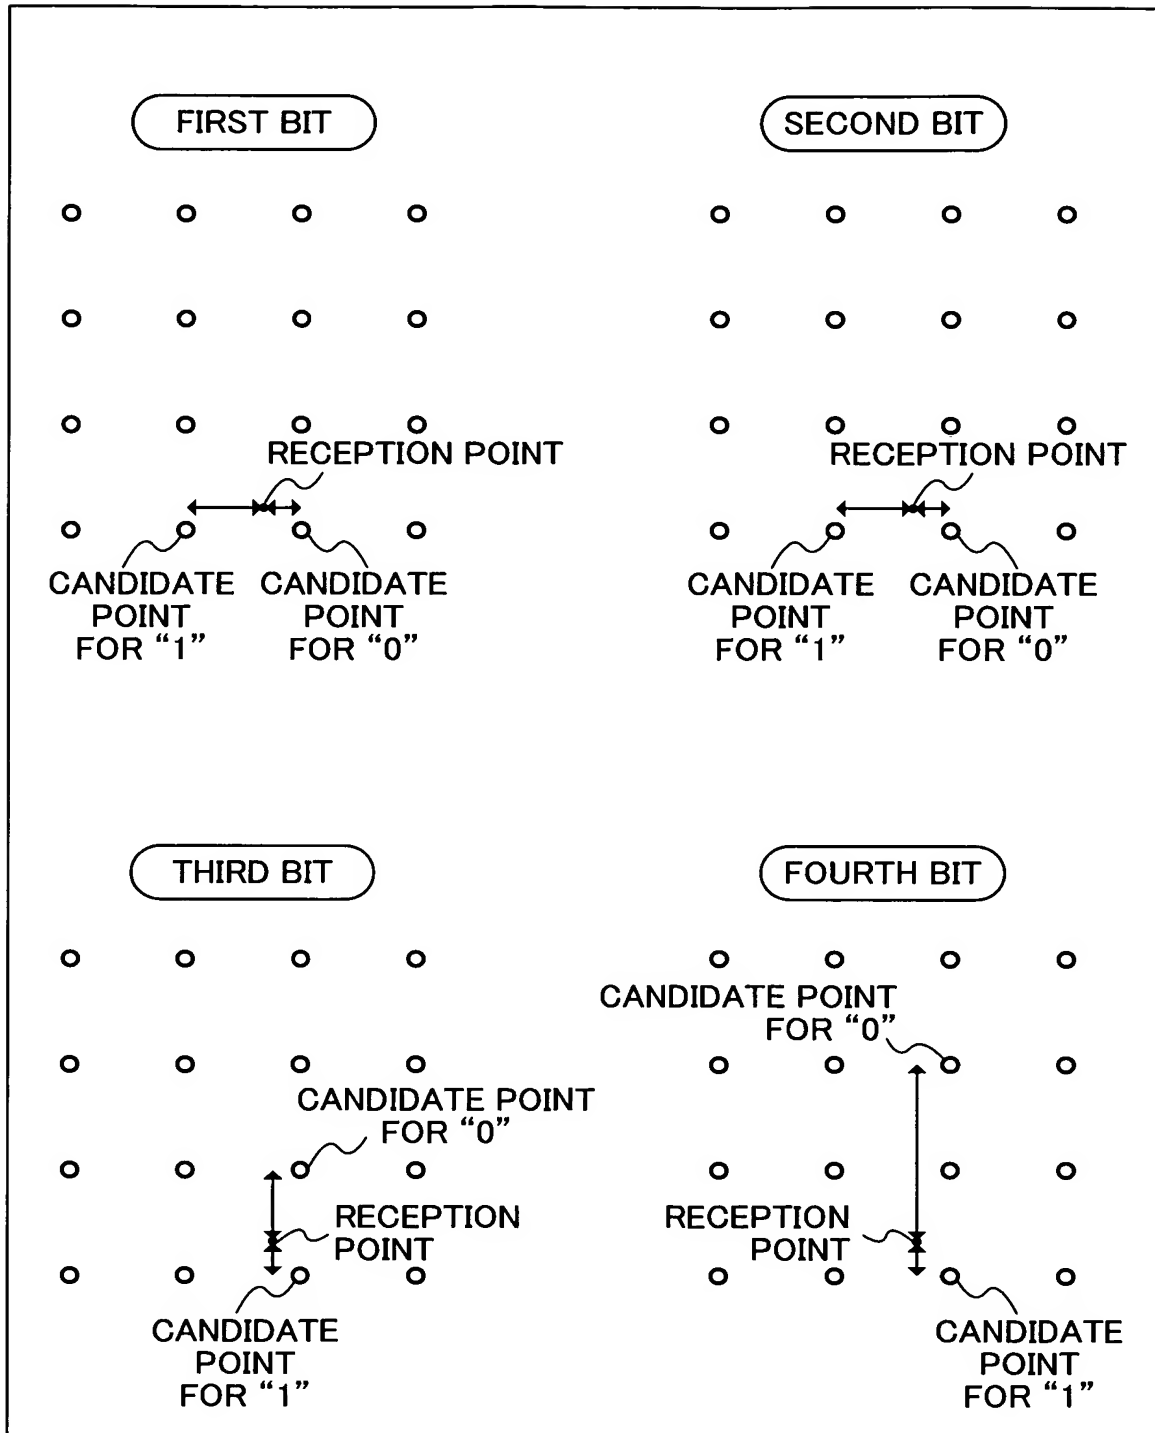 FIRST BIT
SECOND BIT
RECEPTION POINT
RECEPTION POINT
CANDIDATE
POINT
FOR “1”
CANDIDATE
POINT
FOR “0”
CANDIDATE
POINT
FOR “1”
CANDIDATE
POINT
FOR “0”
THIRD BIT
FOURTH BIT
CANDIDATE POINT
FOR “0”
RECEPTION
POINT
CANDIDATE
POINT
FOR “1”
CANDIDATE POINT
FOR “0”
RECEPTION
POINT
CANDIDATE
POINT
FOR “1”